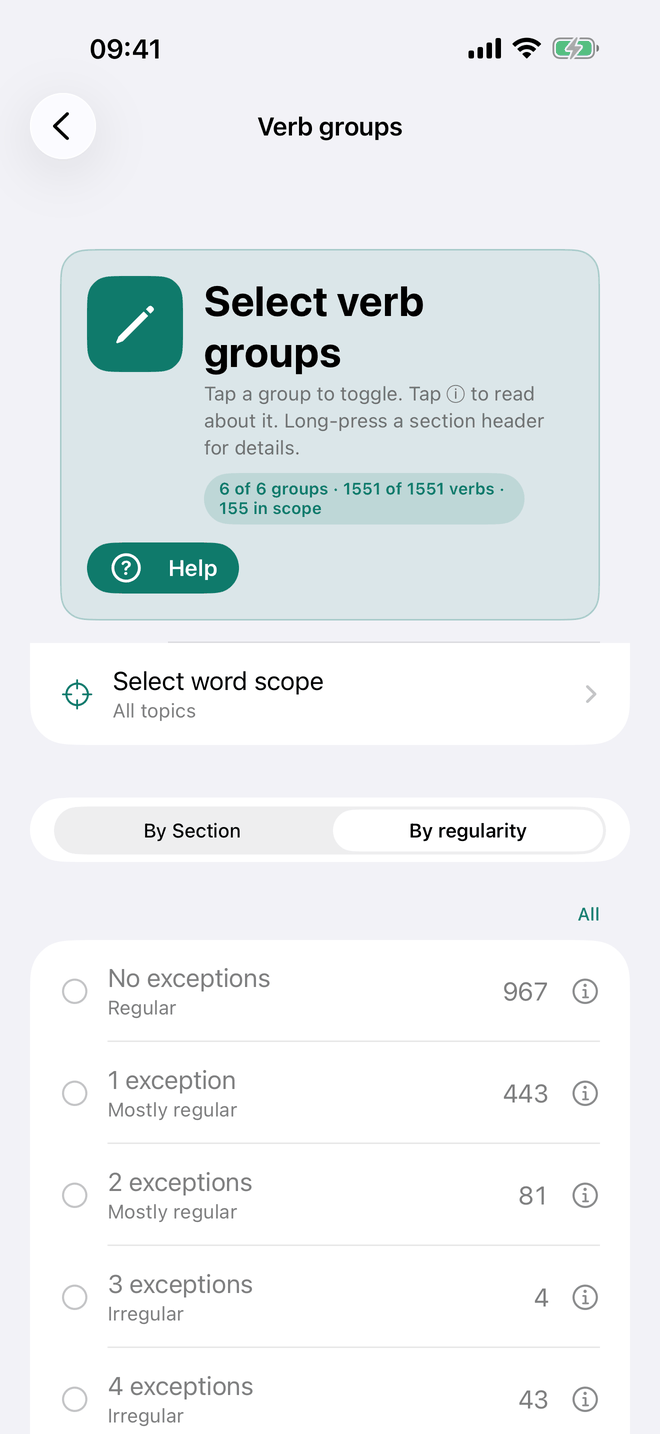 09:41
Verb groups
Select verb
groups
Tap a group to toggle. Tap ⓘ to read
about it. Long-press a section header
for details.
6 of 6 groups · 1551 of 1551 verbs ·
155 in scope
Help
Select word scope
All topics
By Section
By regularity
All
No exceptions
967
Regular
1 exception
443
Mostly regular
2 exceptions
81
Mostly regular
3 exceptions
4
Irregular
4 exceptions
43
Irregular